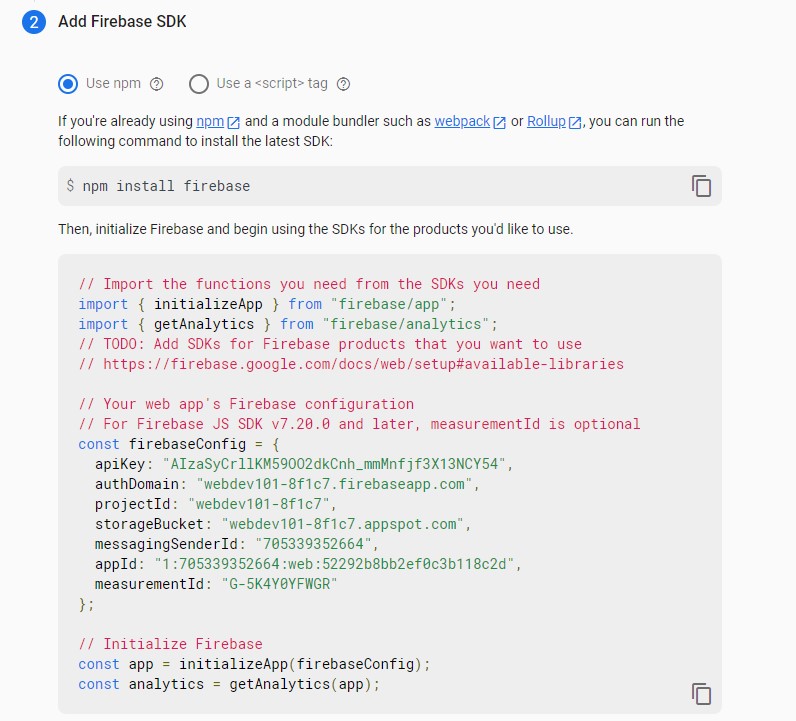 2 Add Firebase SDK
Use npm Use a <script> tag
If you're already using npm and a module bundler such as webpack or Rollup, you can run the
following command to install the latest SDK:
$ npm install firebase
Then, initialize Firebase and begin using the SDKs for the products you'd like to use.
// Import the functions you need from the SDKs you need
import { initializeApp } from "firebase/app";
import { getAnalytics } from "firebase/analytics";
// TODO: Add SDKs for Firebase products that you want to use
// https://firebase.google.com/docs/web/setup#available-libraries
// Your web app's Firebase configuration
// For Firebase JS SDK v7.20.0 and later, measurementId is optional
const firebaseConfig = {
apiKey: "AIzaSyCrllKM59OO2dkCnh_mmMnfjf3X13NCY54",
authDomain: "webdev101-8f1c7.firebaseapp.com",
projectId: "webdev101-8f1c7",
storageBucket: "webdev101-8f1c7.appspot.com",
messagingSenderId: "705339352664",
appId: "1:705339352664:web:52292b8bb2ef0c3b118c2d",
measurementId: "G-5K4Y0YFWGR"
};
// Initialize Firebase
const app = initializeApp(firebaseConfig);
const analytics = getAnalytics(app);